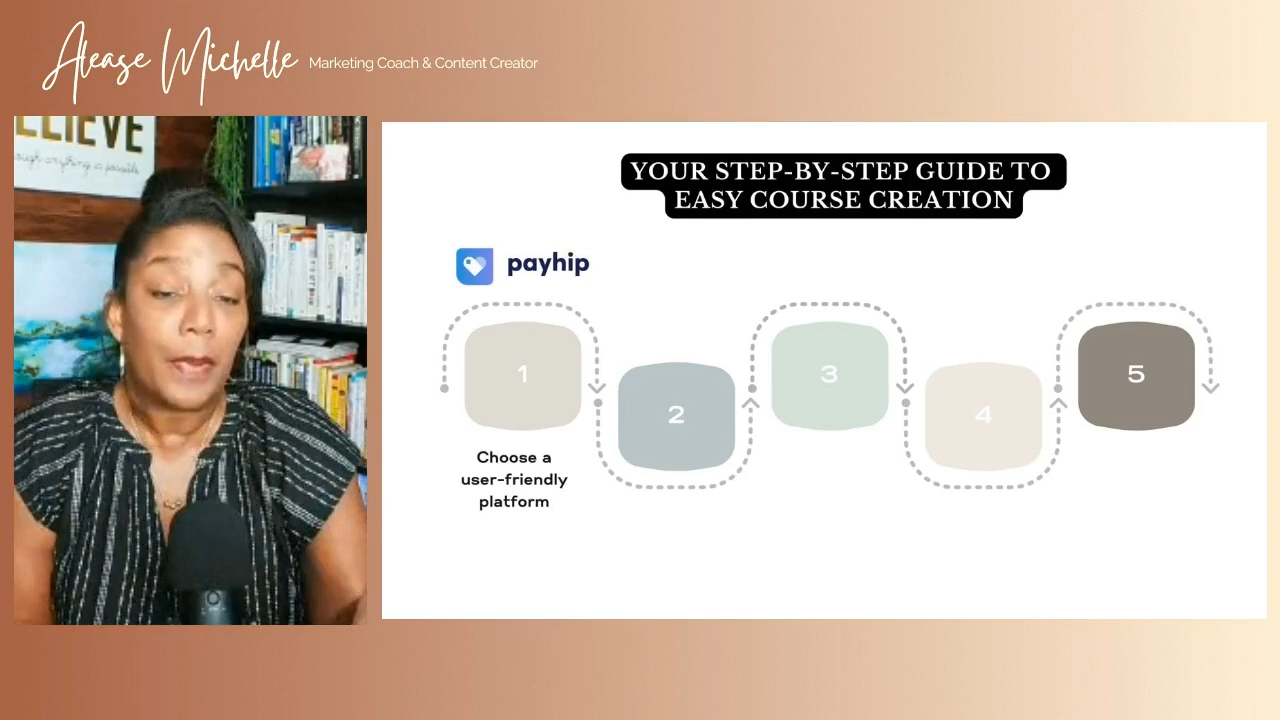 Alease Michelle Marketing Coach & Content Creator
YOUR STEP-BY-STEP GUIDE TO
EASY COURSE CREATION
payhip
1
2
3
4
5
Choose a
user-friendly
platform